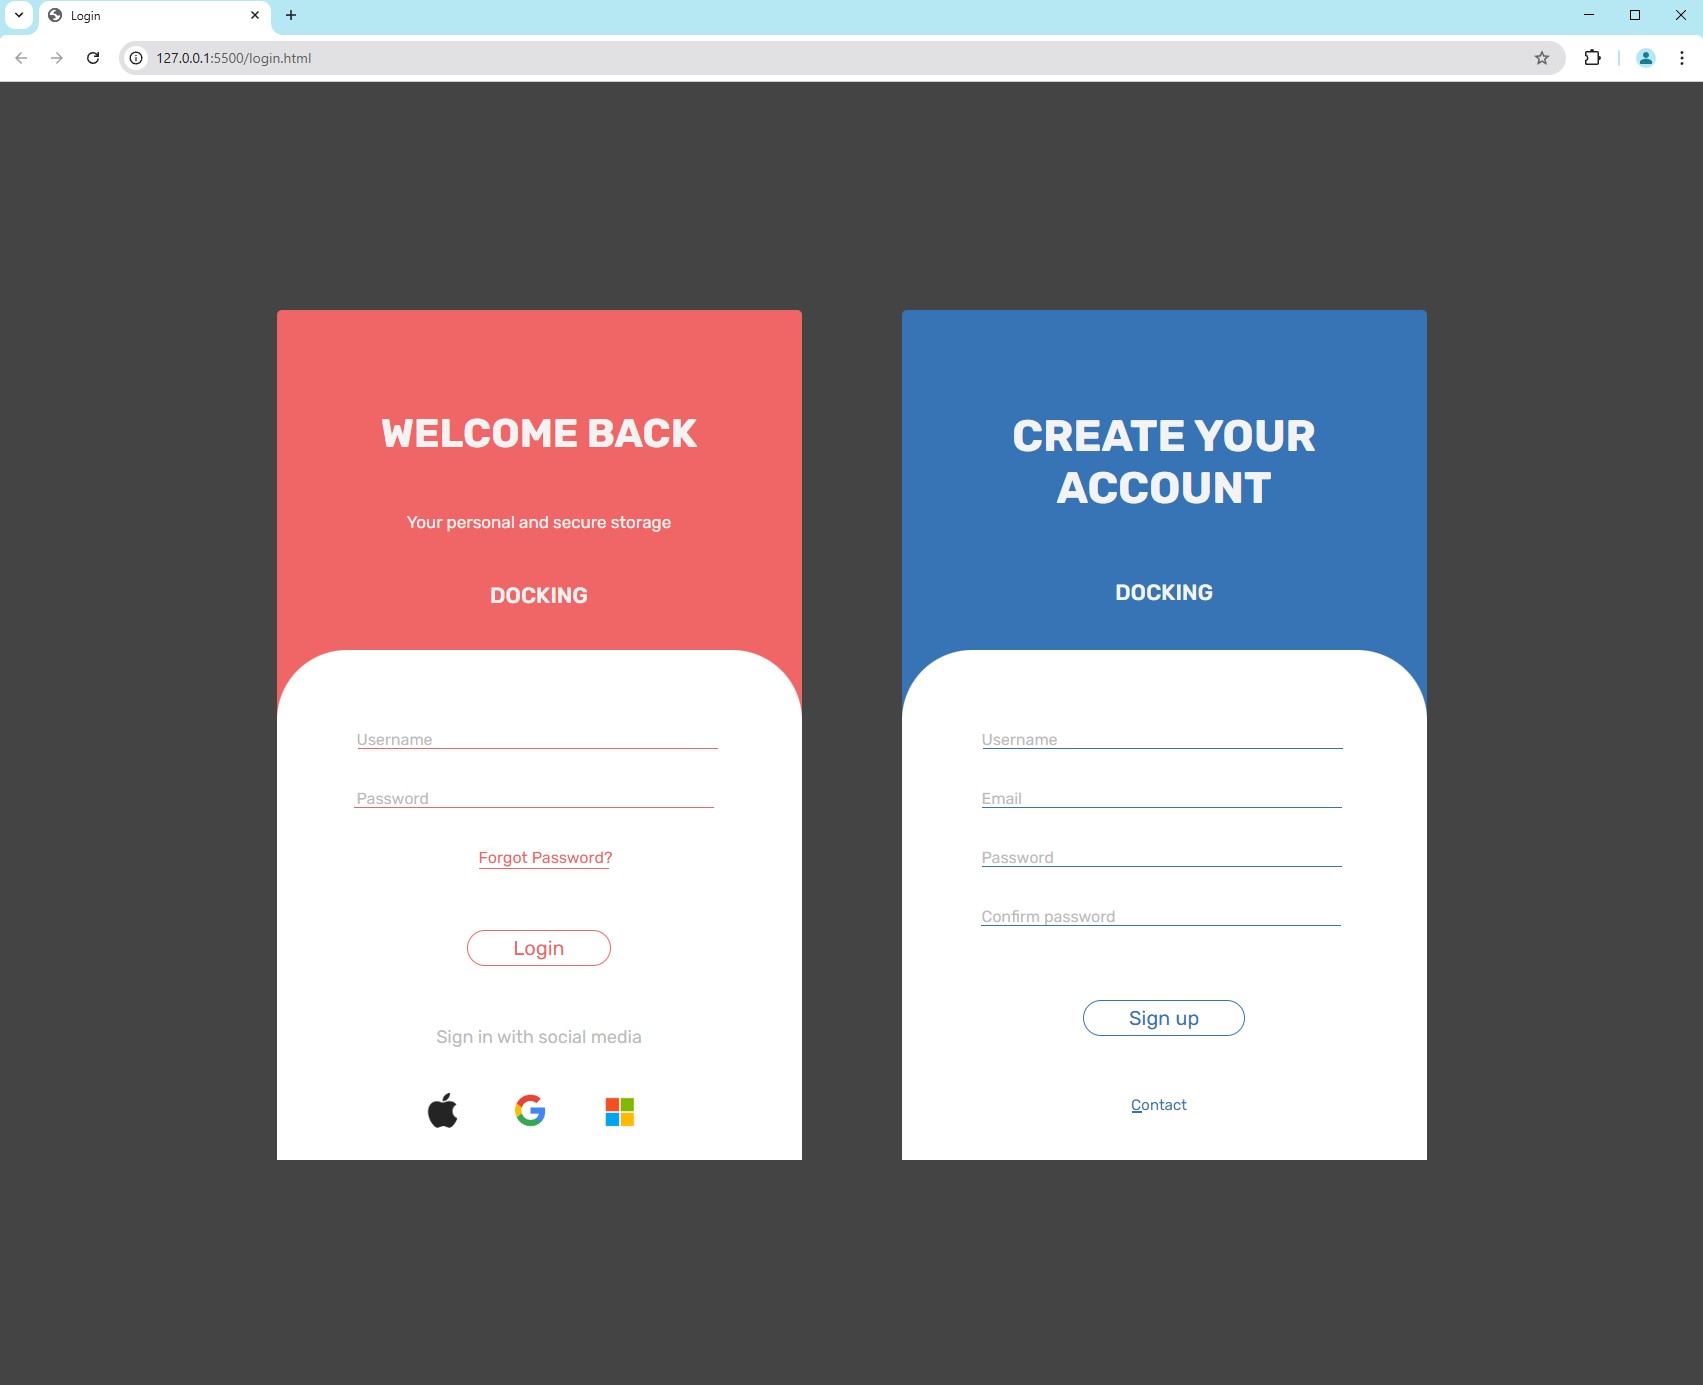 Login
127.0.0.1:5500/login.html
WELCOME BACK
Your personal and secure storage
DOCKING
Username
Password
Forgot Password?
Login
Sign in with social media
CREATE YOUR
ACCOUNT
DOCKING
Username
Email
Password
Confirm password
Sign up
Contact